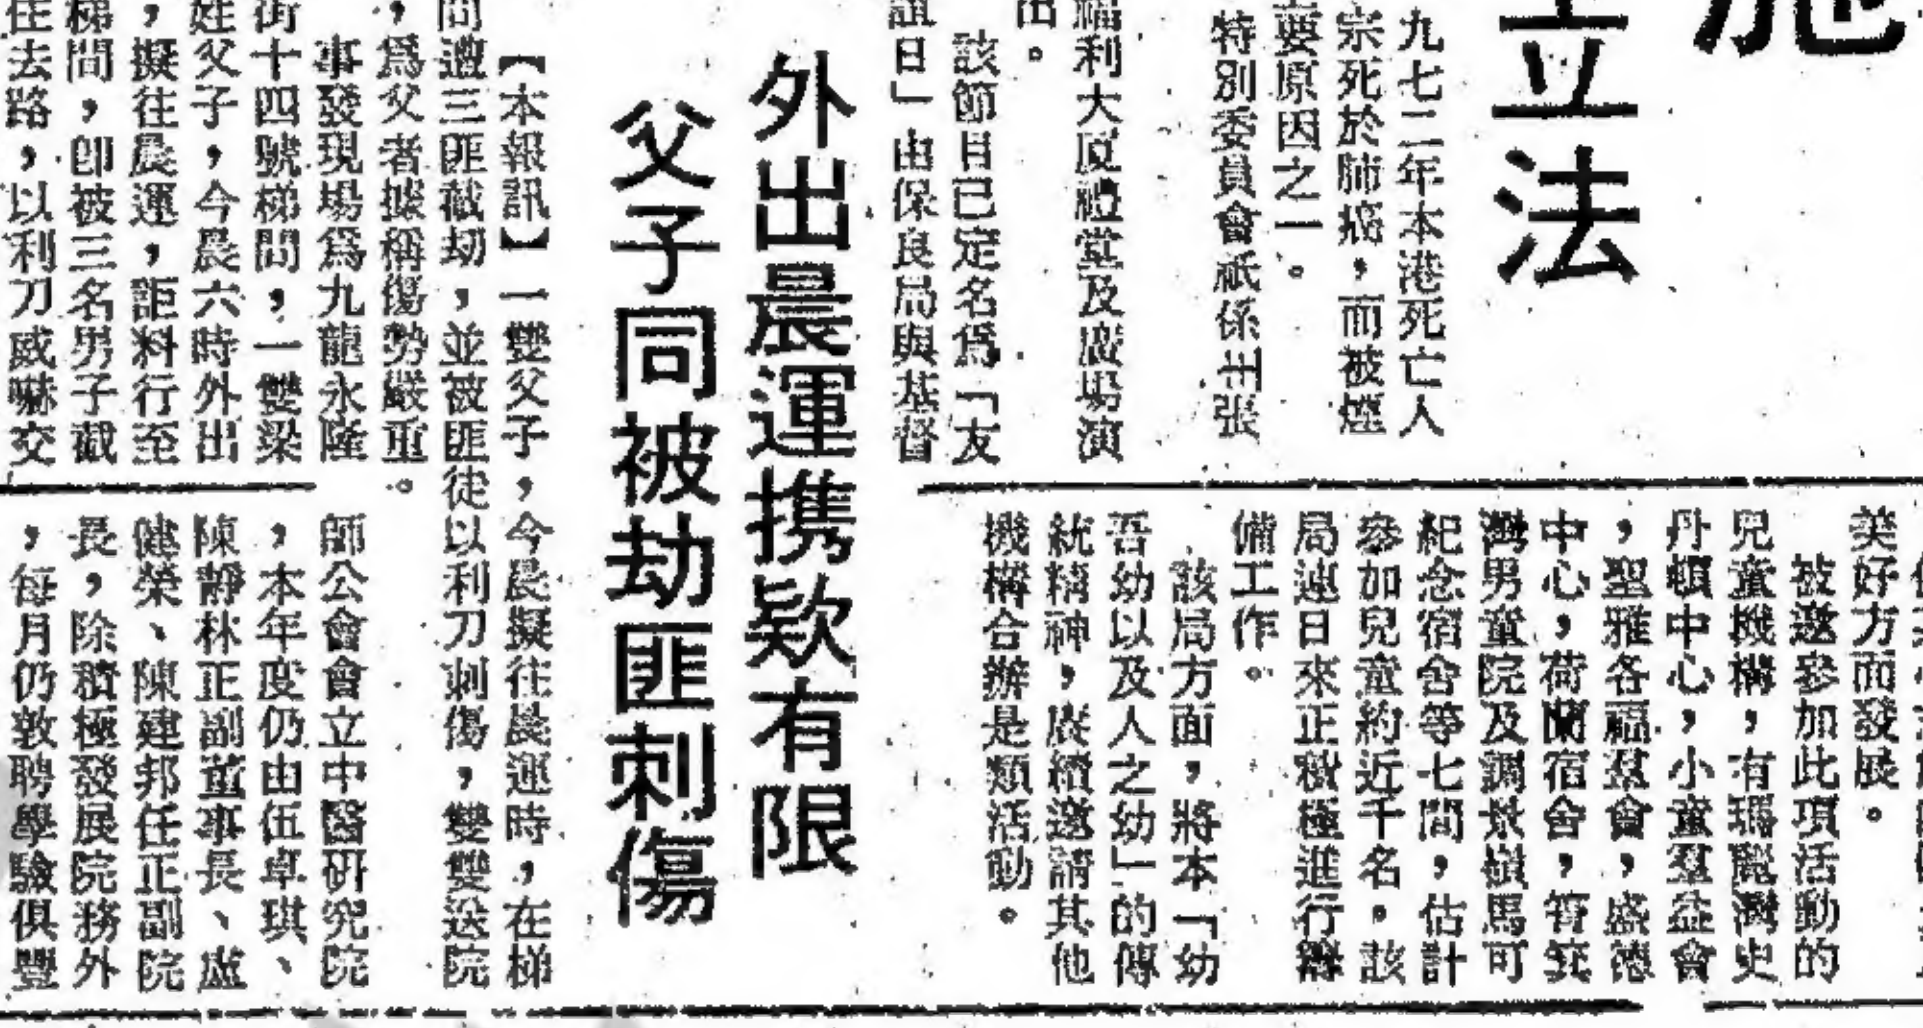 立法
九七二年本港死亡人
宗死於肺癌，而被煙
要原因之一。
特別委員會祇係卅張
福利大厦禮堂及廣場演
出。
該節目已定名為「友
誼日」由保良局與基督
美好方而發展。
被邀參加此項活動的
兒童機構，有瑪麗灣史
丹頓中心，小童羣益會
，聖雅各福羣會，盛德
中心，荷蘭宿舍，管筑
灣男童院及調景嶺馬可
紀念宿舍等七間，估計
參加兒童約近千名。該
局連日來正積極進行籌
備工作。
該局方面，將本「幼
吾幼以及人之幼」的傳
統精神，廣續邀請其他
機構合辦是類活動。
外出晨運携欵有限
父子同被劫匪刺傷
【本報訊】一雙父子，今晨擬往晨運時，在梯
間遭三匪截劫，並被匪徒以利刀刺傷，雙雙送院
，為父者據稱傷勢嚴重。
事發現場為九龍永隆
街十四號梯間，一雙梁
姓父子，今晨六時外出
，擬往晨運，詎料行至
梯間，即被三名男子截
住去路，以利刀威嚇交
師公會會立中醫研究院
，本年度仍由伍卓琪、
陳靜林正副董事長、盧
健榮、陳建邦任正副院
長，除積極發展院務外
，每月仍敦聘學驗俱豐